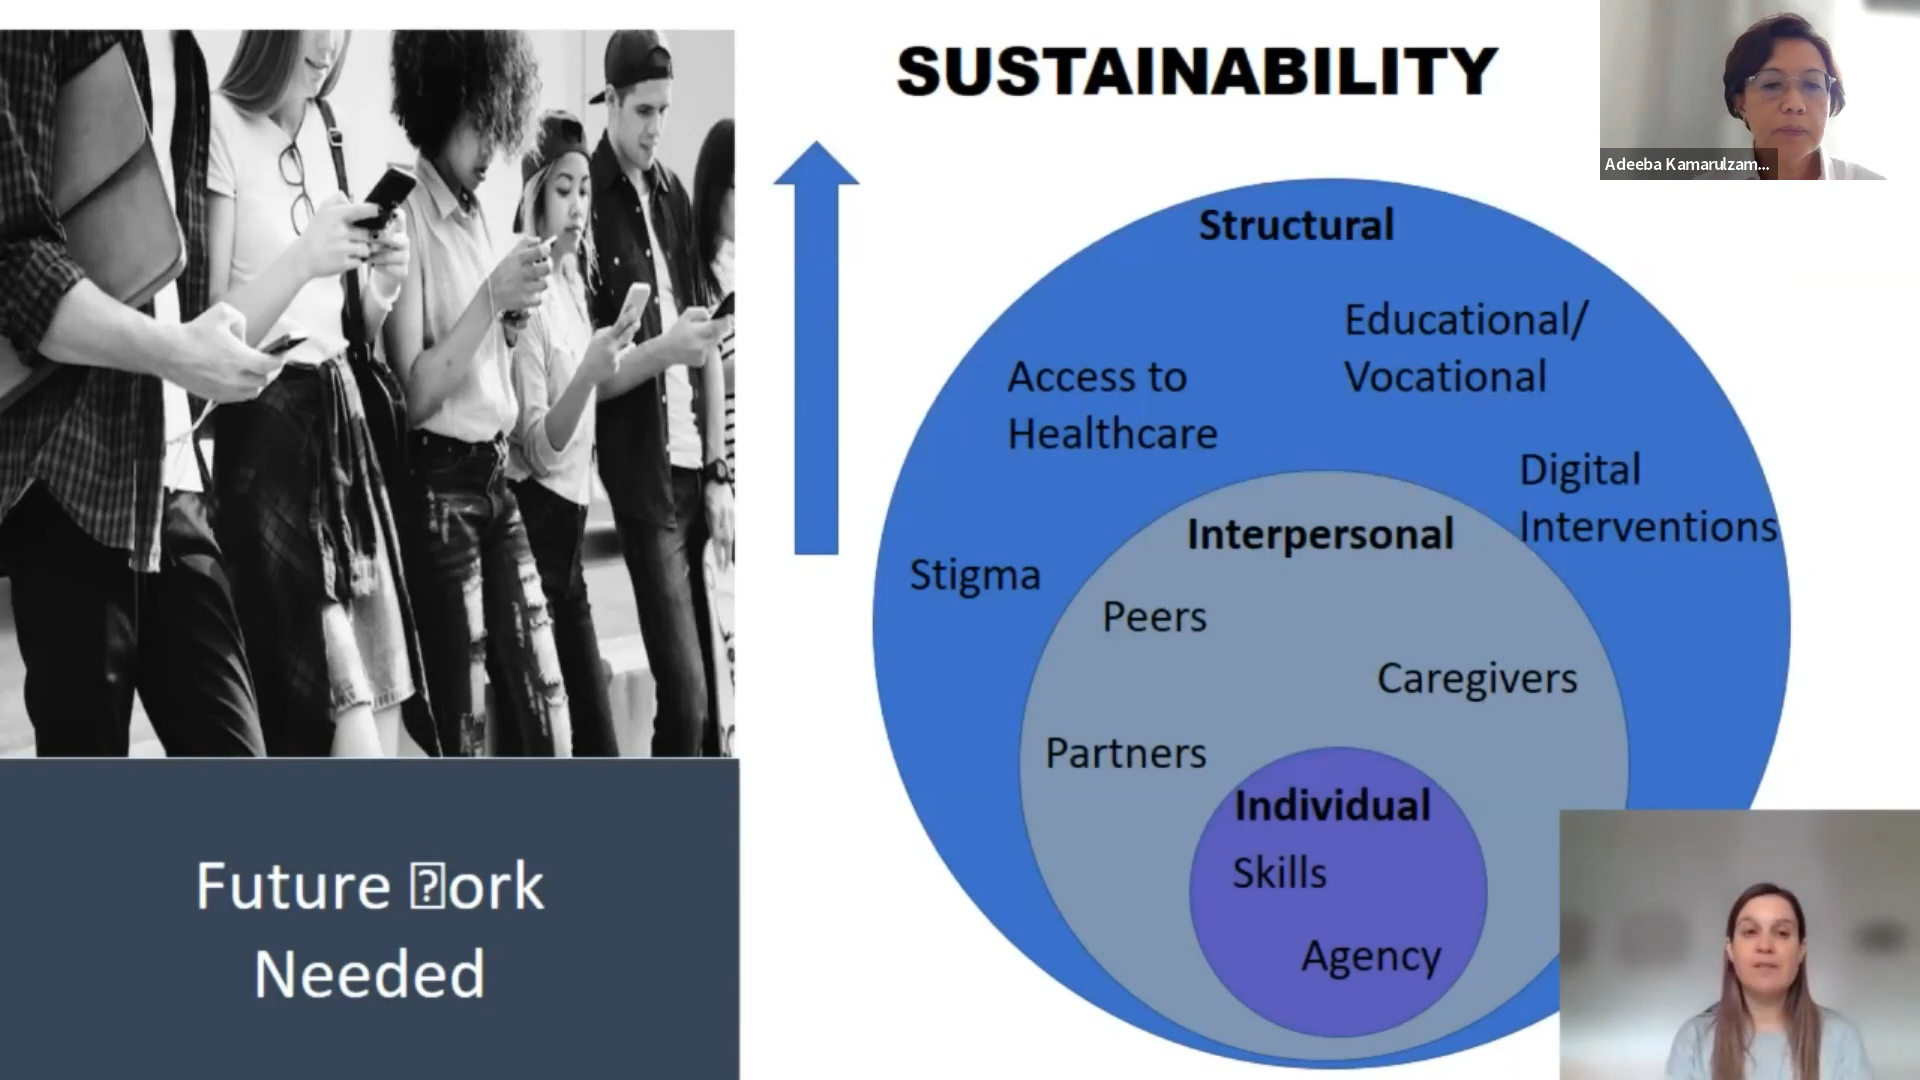 SUSTAINABILITY
Adeeba Kamarulzam...
Structural
Educational/
Vocational
Access to
Healthcare
Digital
Interventions
Interpersonal
Stigma
Peers
Caregivers
Partners
Individual
Skills
Agency
Future �ork
Needed